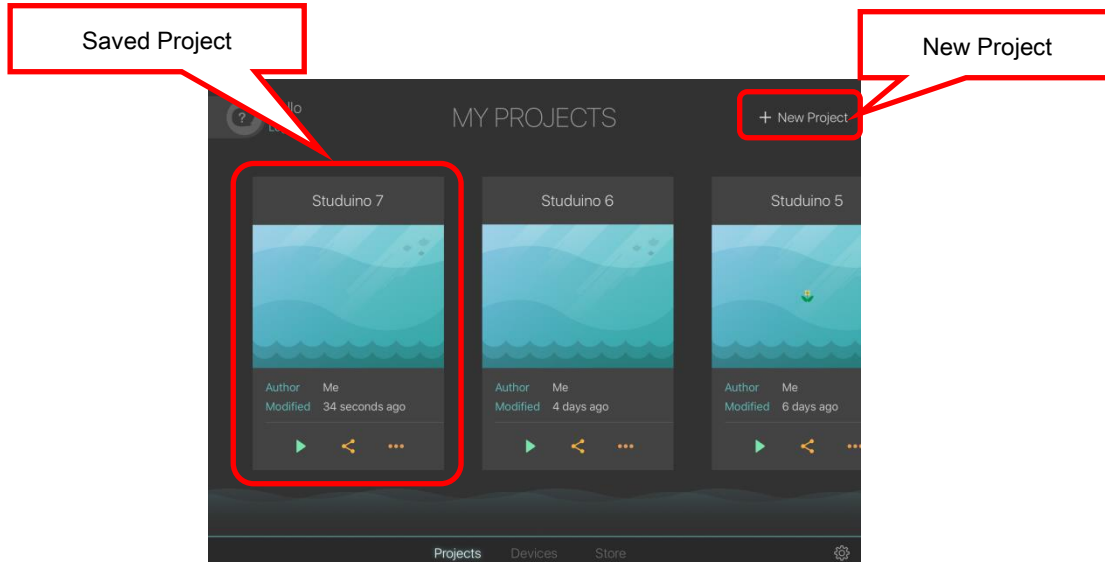 Saved Project
New Project
?
MY PROJECTS
+ New Project
Studuino 7
Studuino 6
Studuino 5
Author Me
Modified 34 seconds ago
Author Me
Modified 4 days ago
Author Me
Modified 6 days ago
Projects Devices Store